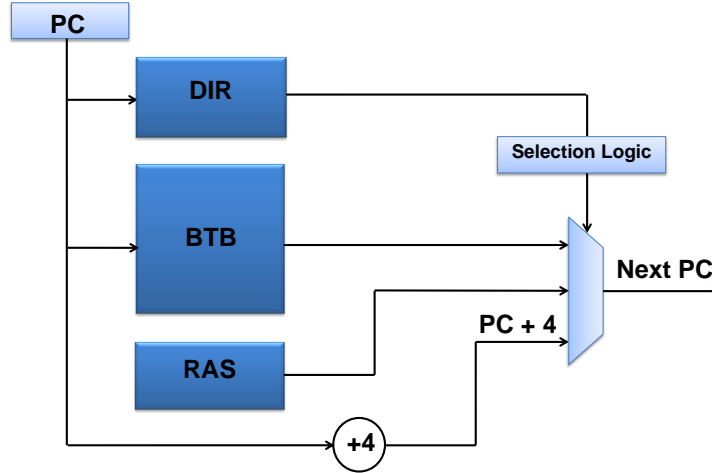 PC
DIR
Selection Logic
BTB
Next PC
PC + 4
RAS
+4